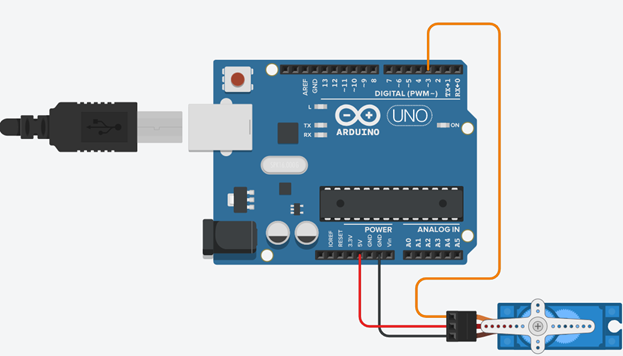 AREF
GND
13
12
~11
~10
~9
8
7
~6
~5
4
~3
2
TX→1
RX←0
DIGITAL (PWM~)
L
TX
RX
ARDUINO
UNO
ON
POWER
ANALOG IN
IOREF
RESET
3.3V
5V
GND
GND
Vin
A0
A1
A2
A3
A4
A5